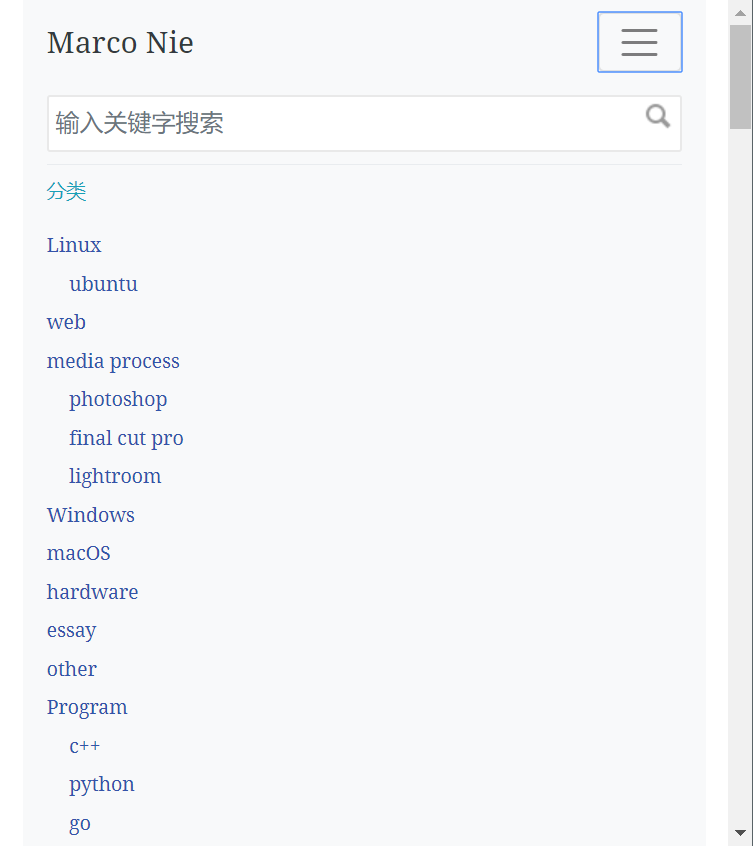 Marco Nie
输入关键字搜索
分类
Linux
ubuntu
web
media process
photoshop
final cut pro
lightroom
Windows
macOS
hardware
essay
other
Program
c++
python
go